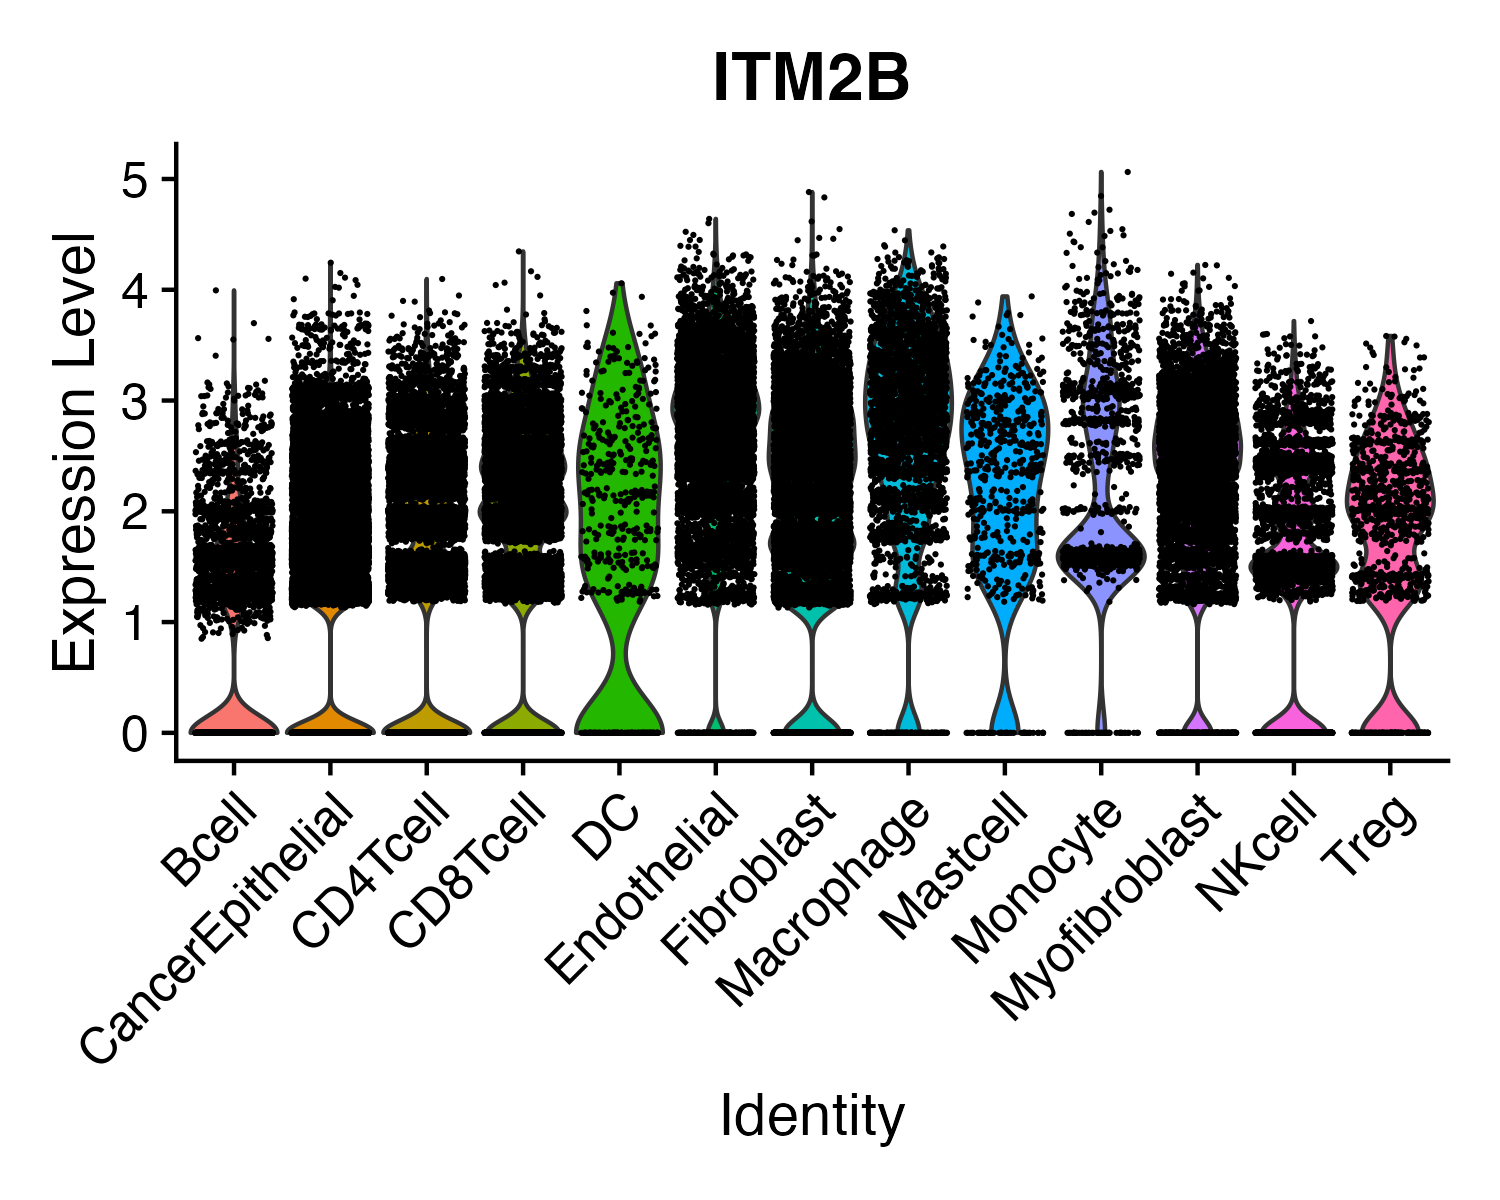 ITM2B
Expression Level
5
4
3
2
1
0
Bcell
CancerEpithelial
CD4Tcell
CD8Tcell
DC
Endothelial
Fibroblast
Macrophage
Mastcell
Monocyte
Myofibroblast
NKcell
Treg
Identity